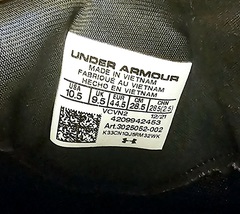 UNDER ARMOUR
MADE IN VIETNAM
FABRIQUÉ AU VIETNAM
HECHO EN VIETNAM
USA UK EUR CM CHN
10.5 9.5 44.5 28.5 285(2.5)
VCVN2 12/21
4209942453
Art.3025052-002